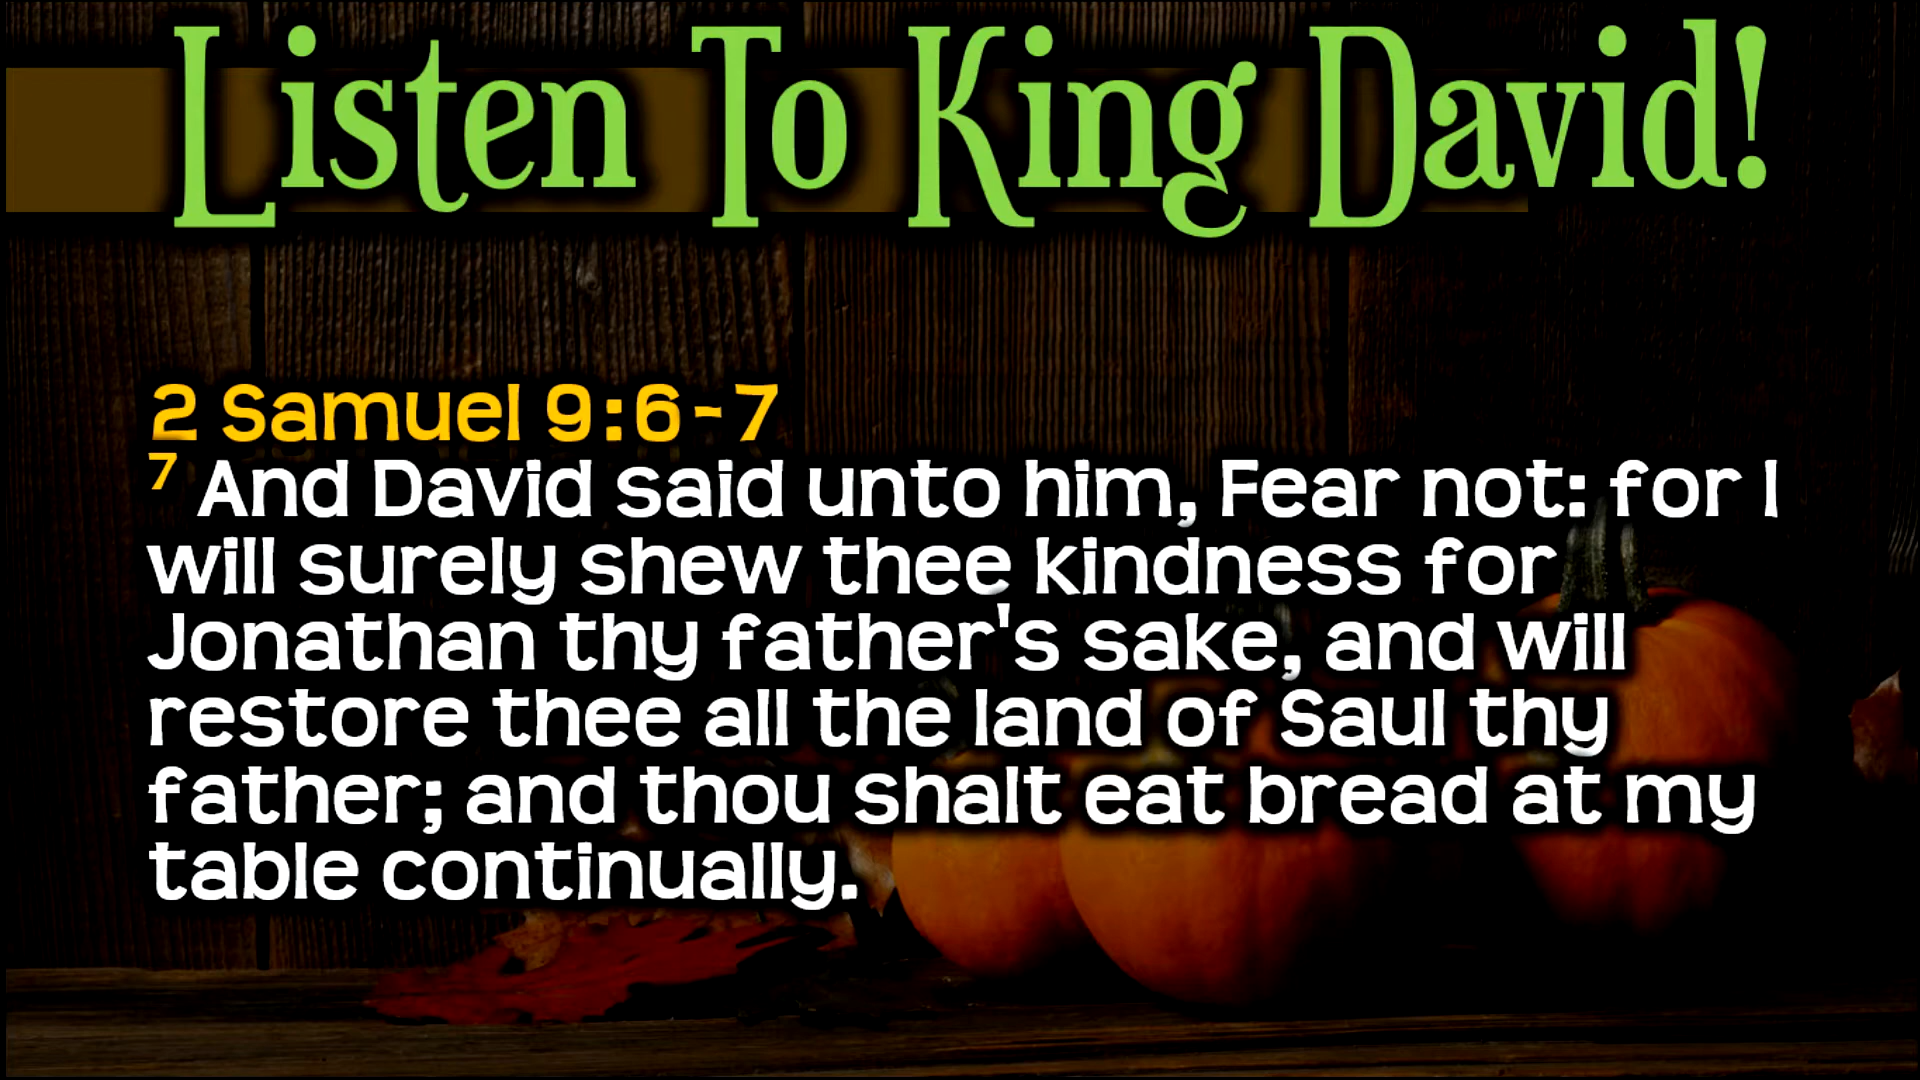 Listen To King David!
2 Samuel 9:6-7
7 And David said unto him, Fear not: for I
will surely shew thee kindness for
Jonathan thy father's sake, and will
restore thee all the land of Saul thy
father; and thou shalt eat bread at my
table continually.